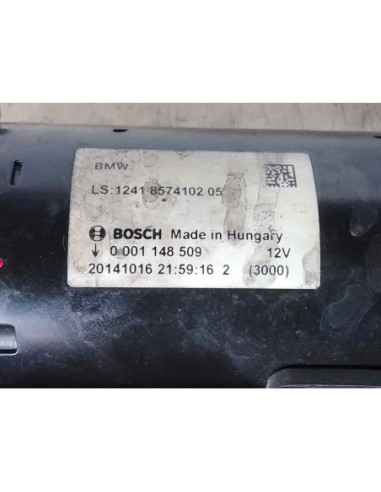 BMW
LS:1241 8574102 05
BOSCH Made in Hungary
↓ 0 001 148 509 12V
20141016 21:59:16 2 (3000)